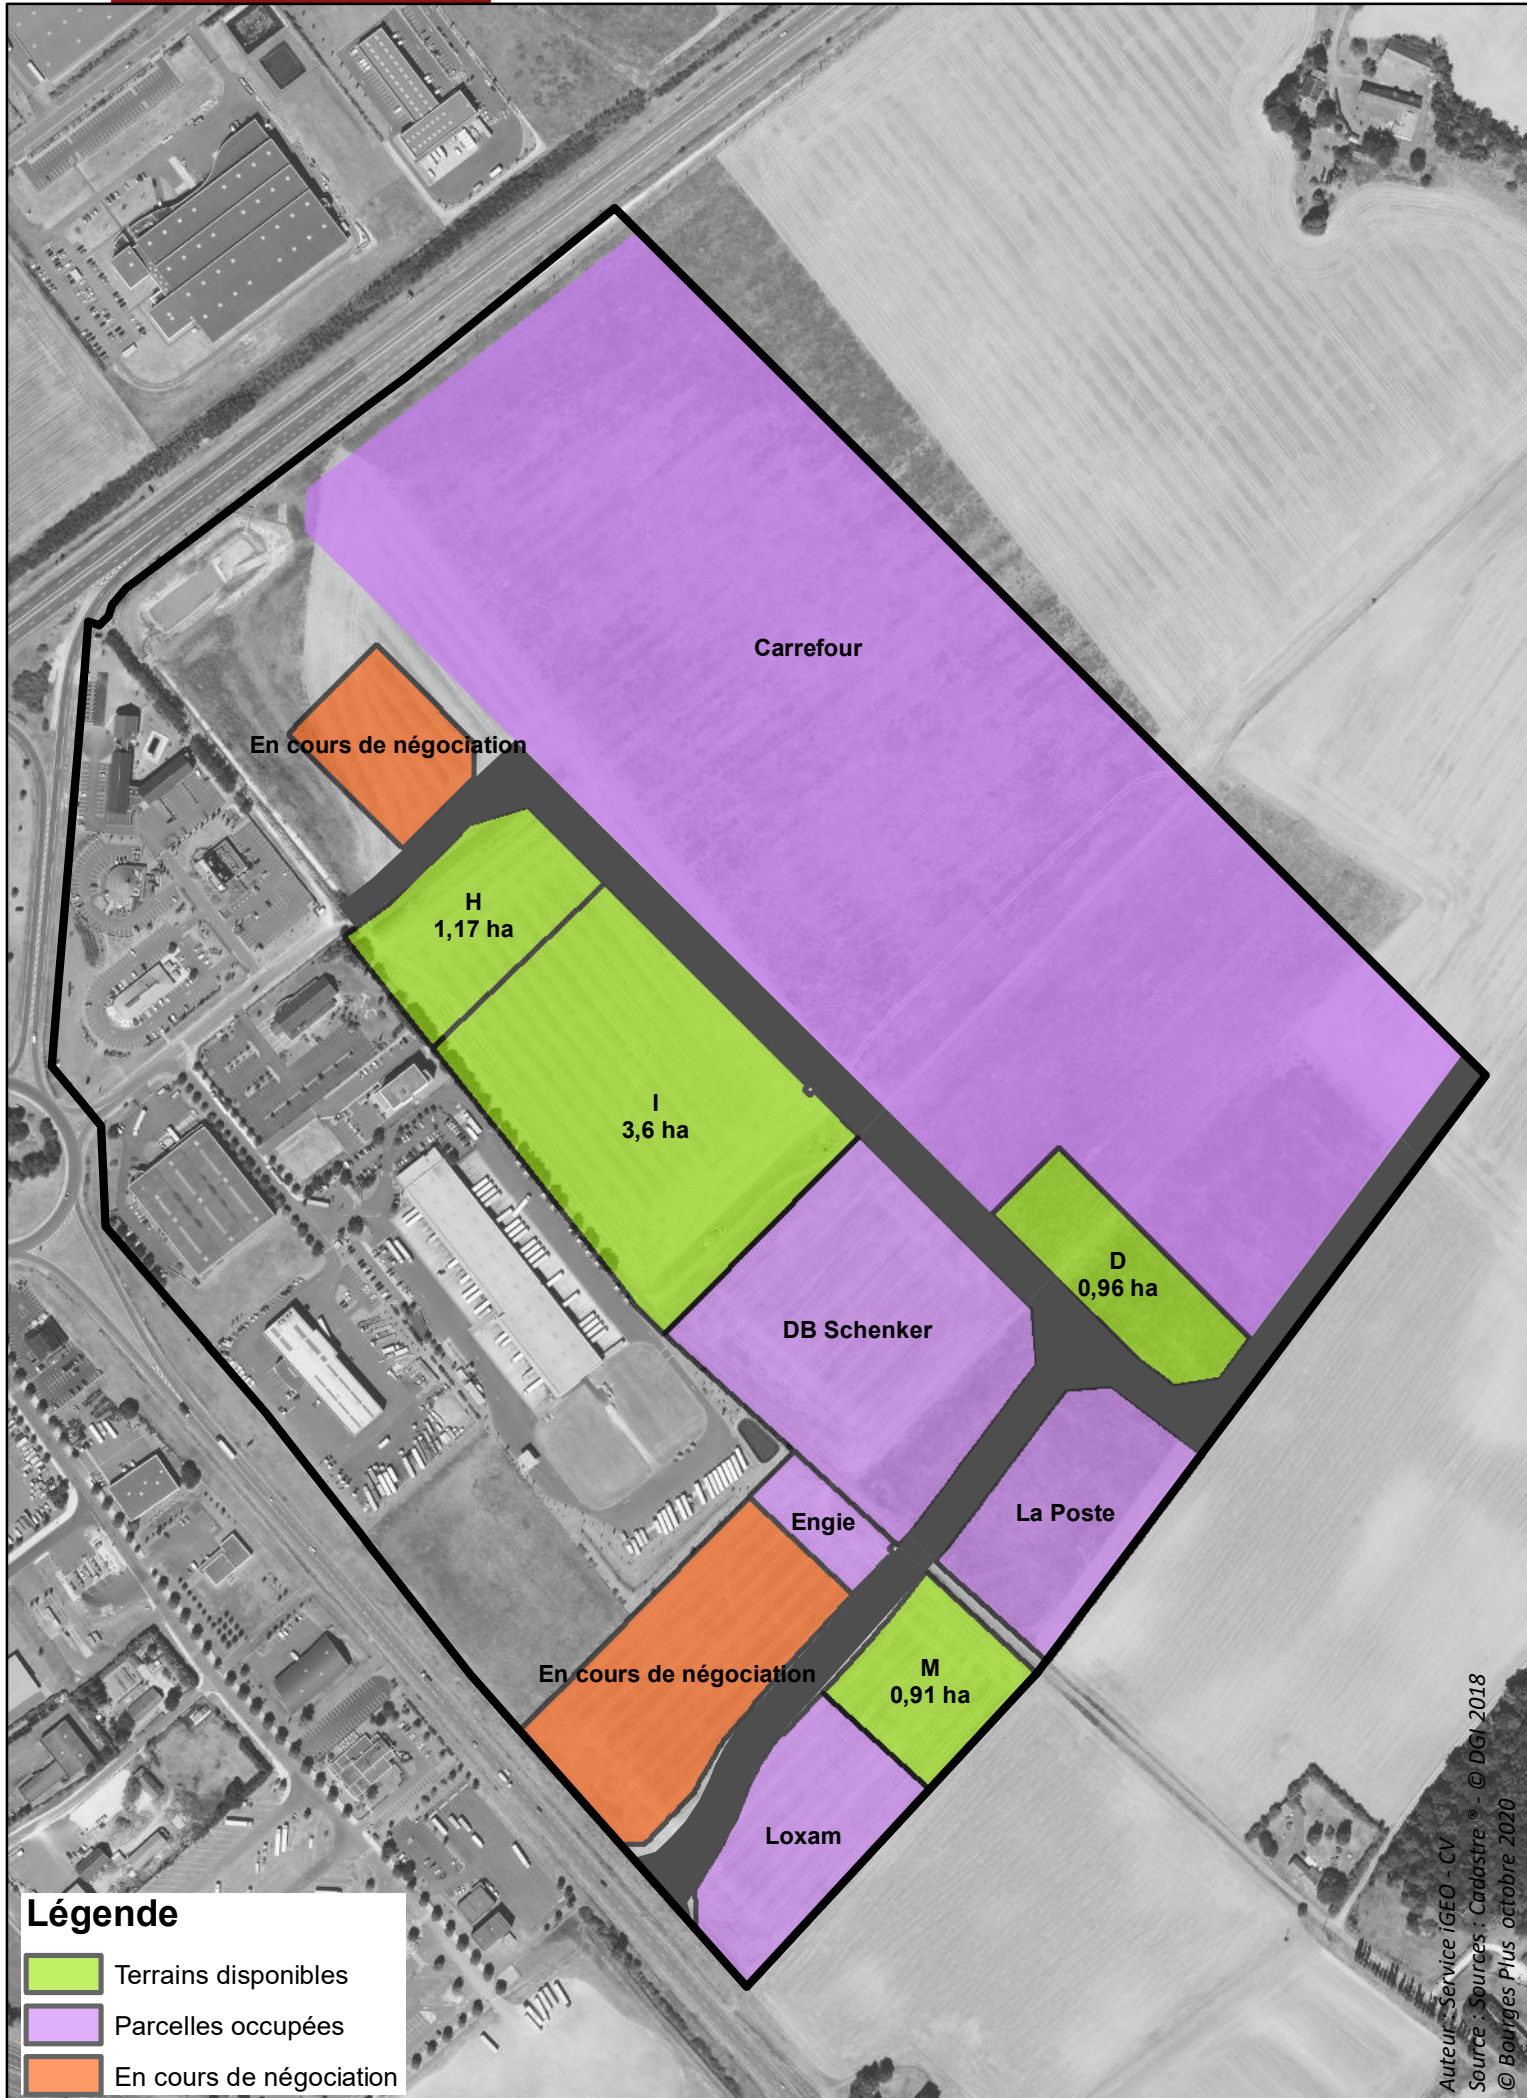 Carrefour
En cours de négociation
H
1,17 ha
I
3,6 ha
D
0,96 ha
DB Schenker
La Poste
Engie
En cours de négociation
M
0,91 ha
Loxam
Légende
Terrains disponibles
Parcelles occupées
En cours de négociation
Auteur : Service iGEO - CV
Source : Sources : Cadastre ® - © DGI 2018
© Bourges Plus octobre 2020